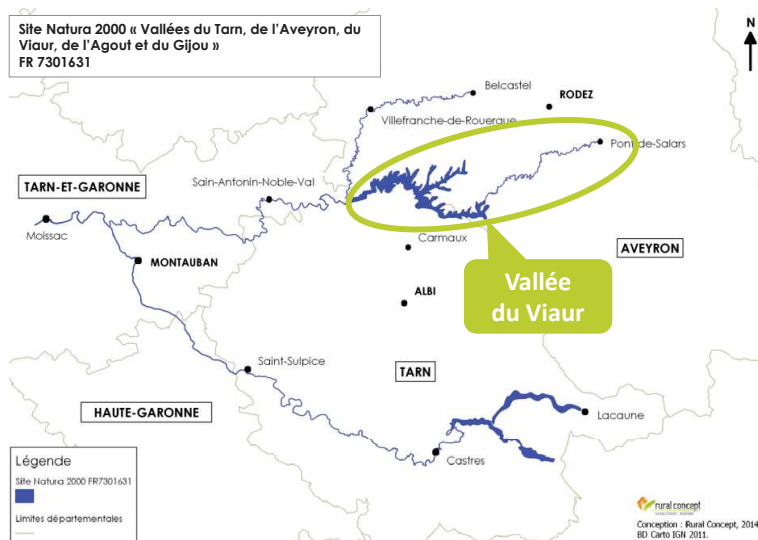 Site Natura 2000 « Vallées du Tarn, de l'Aveyron, du
Viaur, de l'Agout et du Gijou »
FR 7301631
N
Belcastel
RODEZ
Villefranche-de-Rouergue
Pont-de-Salars
TARN-ET-GARONNE
Sain-Antonin-Noble-Val
Moissac
Carmaux
AVEYRON
MONTAUBAN
Vallée
du Viaur
ALBI
Saint-Sulpice
TARN
HAUTE-GARONNE
Lacaune
Castres
Légende
Site Natura 2000 FR7301631
Limites départementales
rural concept
Conception : Rural Concept, 2014
BD Carto IGN 2011.